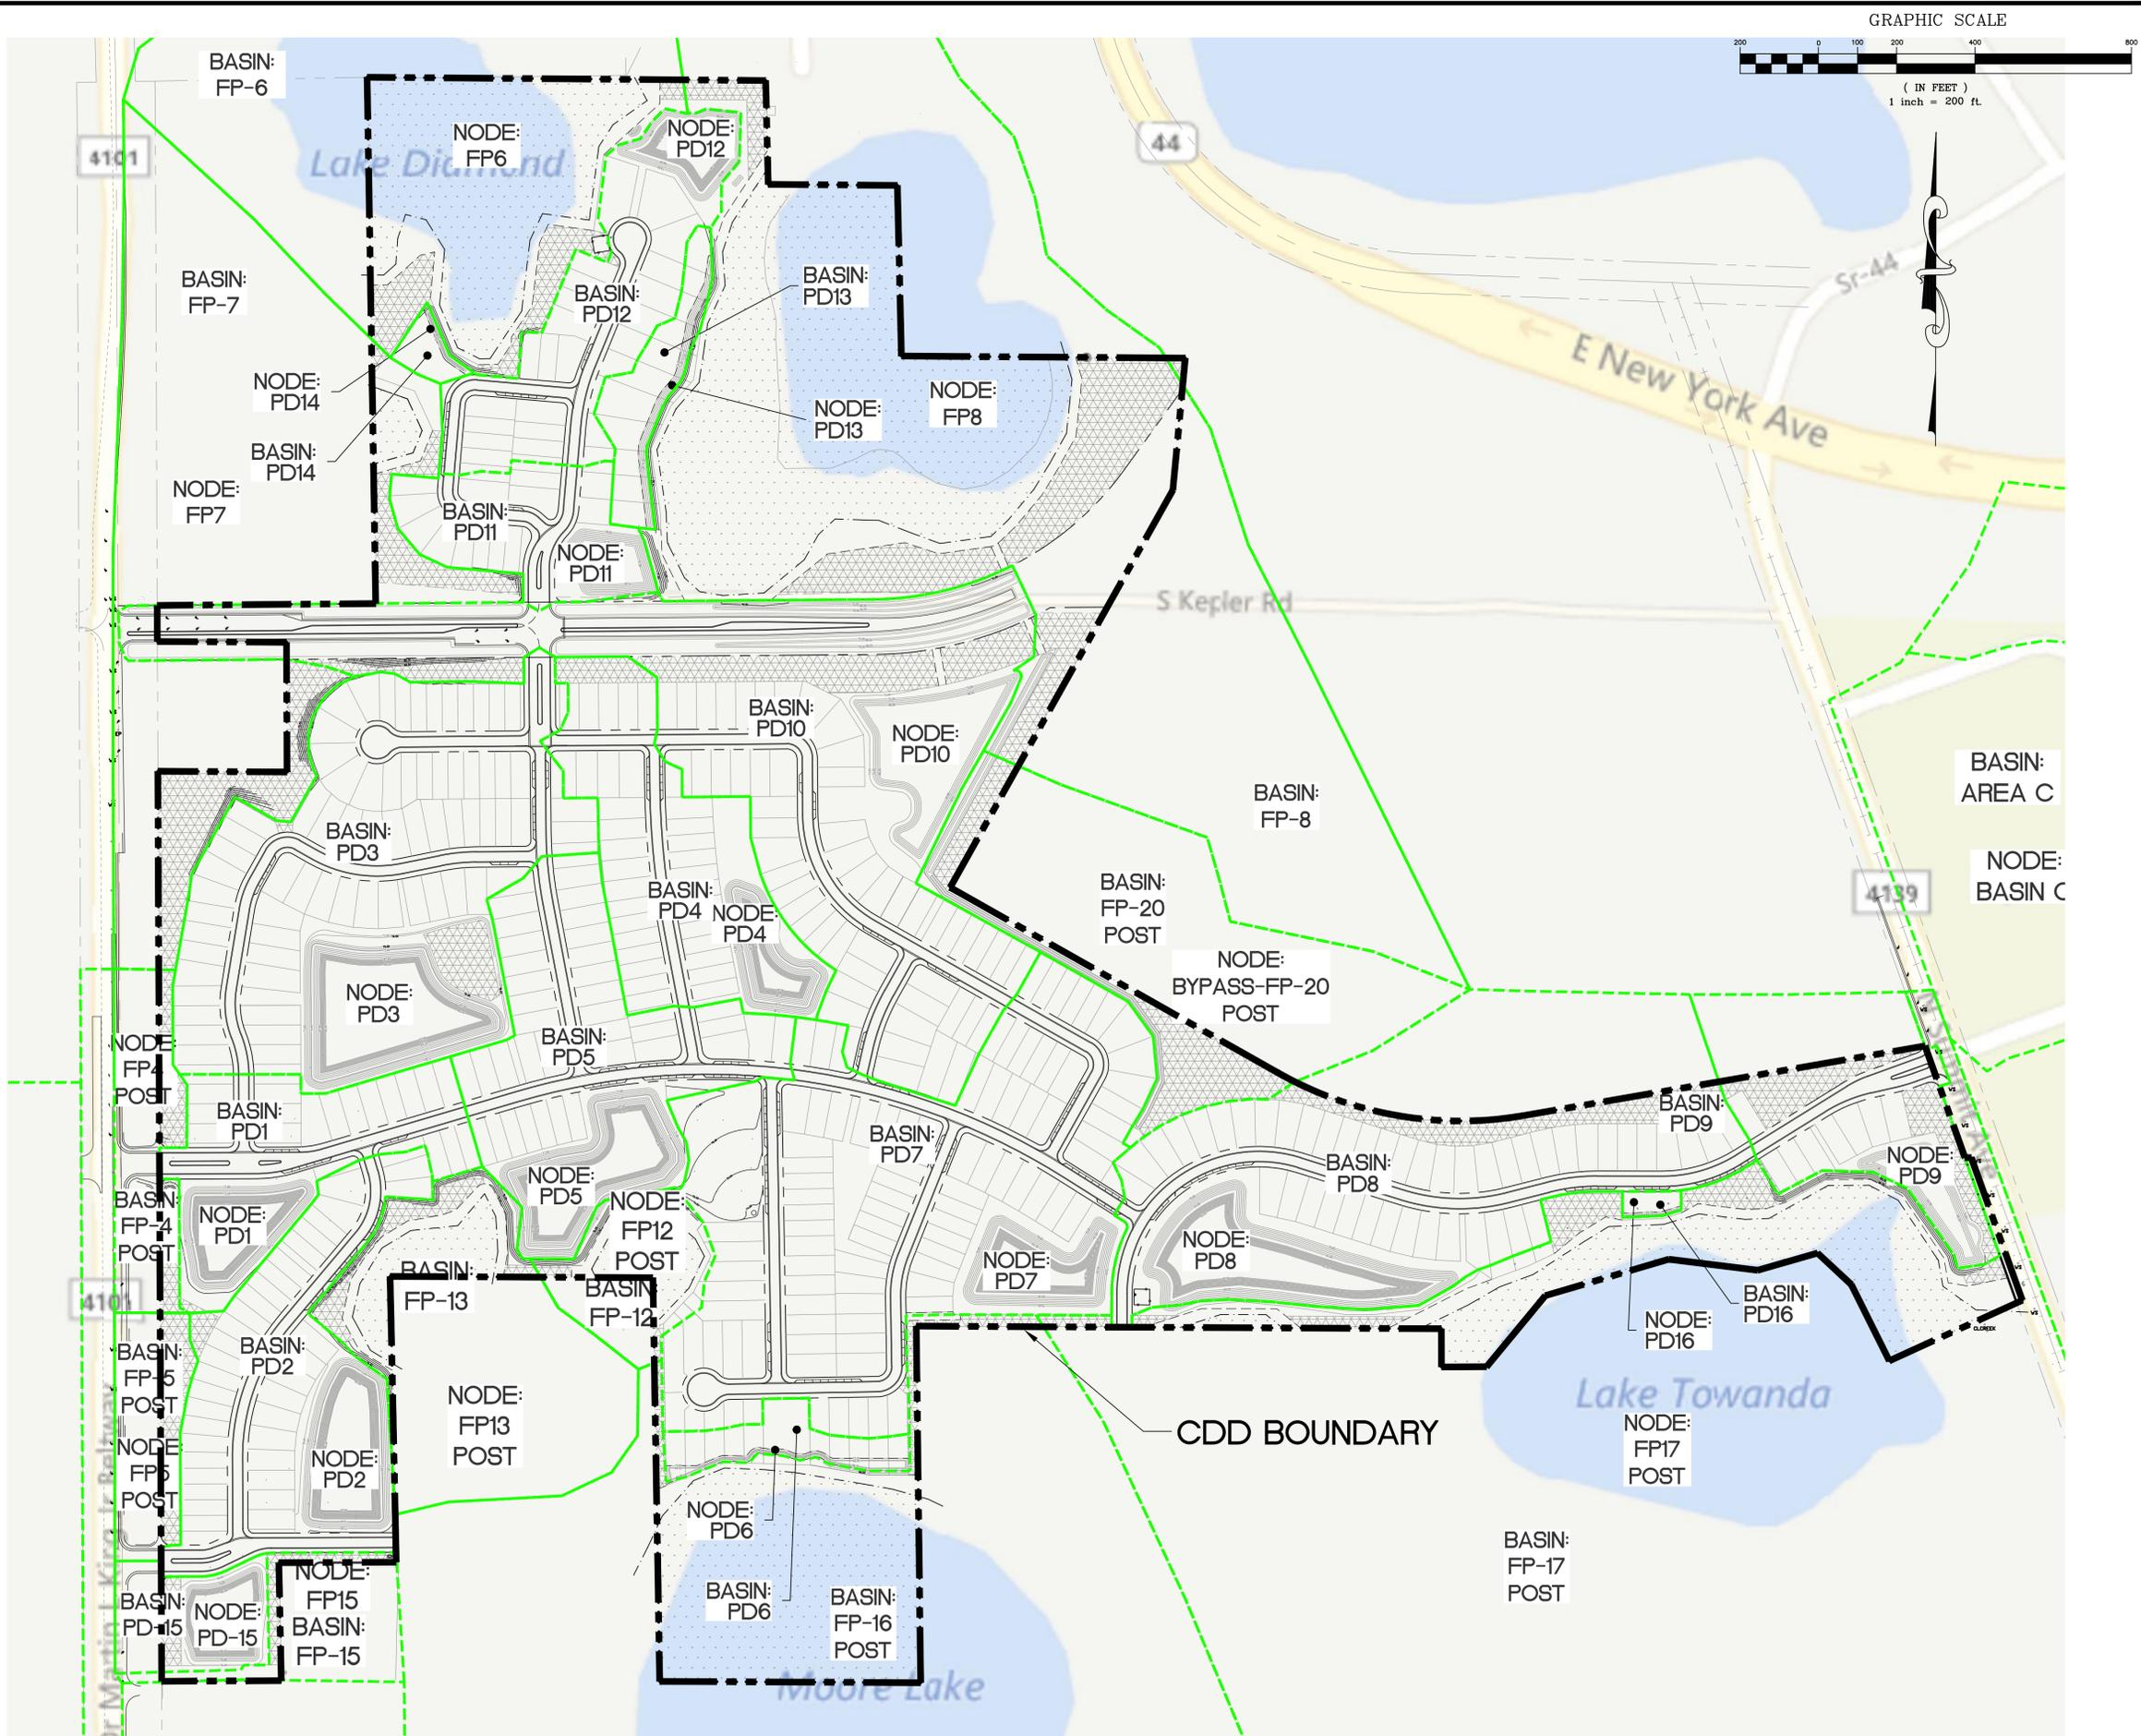 GRAPHIC SCALE
200 0 100 200 400 800
( IN FEET )
1 inch = 200 ft.
BASIN:
FP-6
4101
NODE:
FP6
Lake Diamond
NODE:
PD12
44
Sr-44
E New York Ave
BASIN:
FP-7
BASIN:
PD12
BASIN:
PD13
NODE:
PD14
NODE:
PD13
NODE:
FP8
BASIN:
PD14
NODE:
FP7
BASIN:
PD11
NODE:
PD11
S Kepler Rd
BASIN:
PD10
NODE:
PD10
BASIN:
AREA C
BASIN:
FP-8
BASIN:
PD3
NODE:
BASIN C
4139
BASIN:
PD4
NODE:
PD4
BASIN:
FP-20
POST
NODE:
BYPASS-FP-20
POST
NODE:
PD3
NODE:
FP4
POST
BASIN:
PD5
BASIN:
PD1
BASIN:
PD7
BASIN:
PD9
BASIN:
PD8
NODE:
PD9
BASIN:
FP-4
POST
NODE:
PD1
NODE:
PD5
NODE:
FP12
POST
NODE:
PD7
NODE:
PD8
4101
BASIN:
FP-13
BASIN:
FP-12
BASIN:
PD16
NODE:
PD16
BASIN:
FP-5
POST
BASIN:
PD2
NODE:
FP13
POST
Lake Towanda
CDD BOUNDARY
NODE:
FP17
POST
NODE:
FP5
POST
NODE:
PD2
NODE:
PD6
BASIN:
FP-17
POST
BASIN:
PD-15
NODE:
PD-15
NODE:
FP15
BASIN:
FP-15
BASIN:
PD6
BASIN:
FP-16
POST
Moore Lake